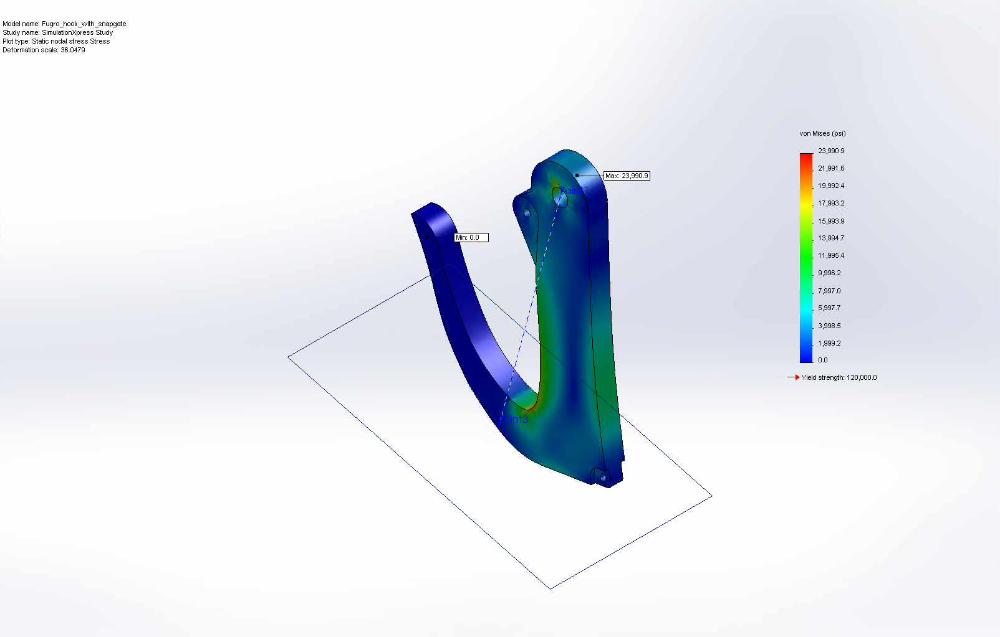 Model name: Fugro_hook_with_snapgate
Study name: SimulationXpress Study
Plot type: Static nodal stress Stress
Deformation scale: 36.0479
von Mises (psi)
23,990.9
21,991.6
19,992.4
17,993.2
15,993.9
13,994.7
11,995.4
9,996.2
7,997.0
5,997.7
3,998.5
1,999.2
0.0
Yield strength: 120,000.0
Max: 23,990.9
Min: 0.0
Point3